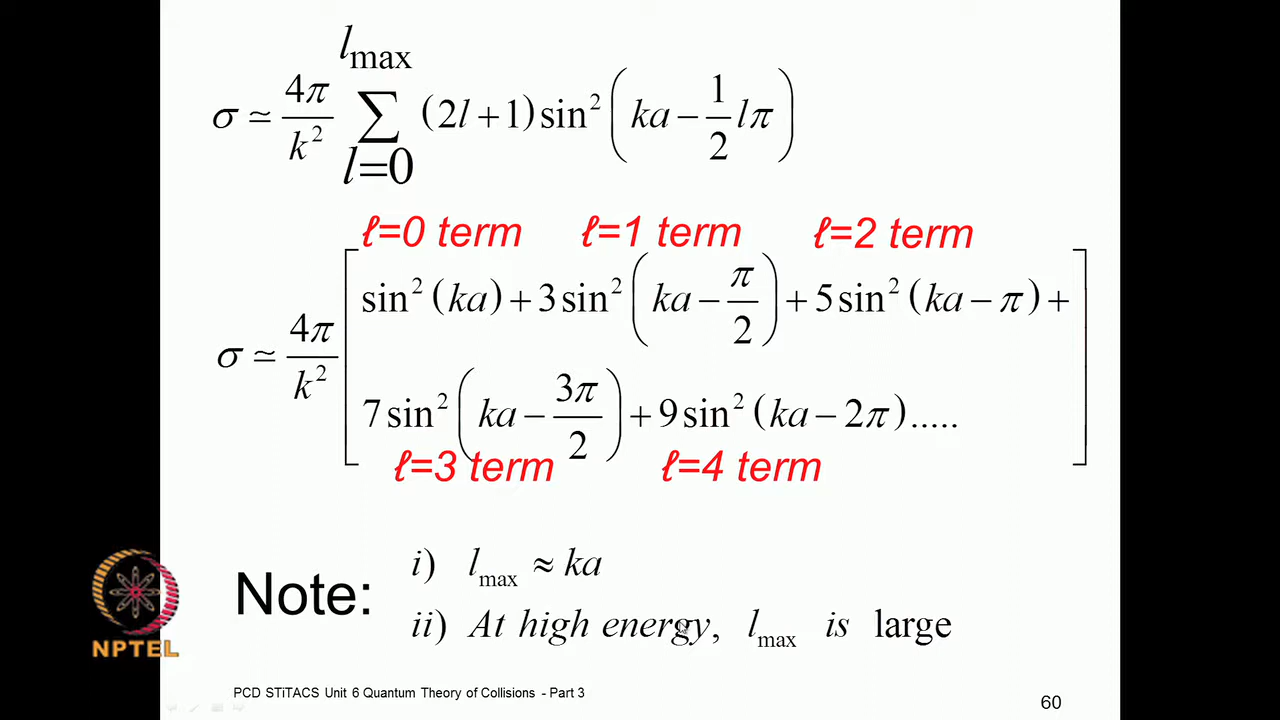 σ ≃ 4π/k² ∑_{l=0}^{l_max} (2l + 1) sin² (ka − 1/2 lπ)
ℓ=0 term ℓ=1 term ℓ=2 term
σ ≃ 4π/k² [ sin² (ka) + 3 sin² (ka − π/2) + 5 sin² (ka − π) +
7 sin² (ka − 3π/2) + 9 sin² (ka − 2π) ..... ]
ℓ=3 term ℓ=4 term
Note:
i) l_max ≈ ka
ii) At high energy, l_max is large
NPTEL
PCD STiTACS Unit 6 Quantum Theory of Collisions - Part 3
60